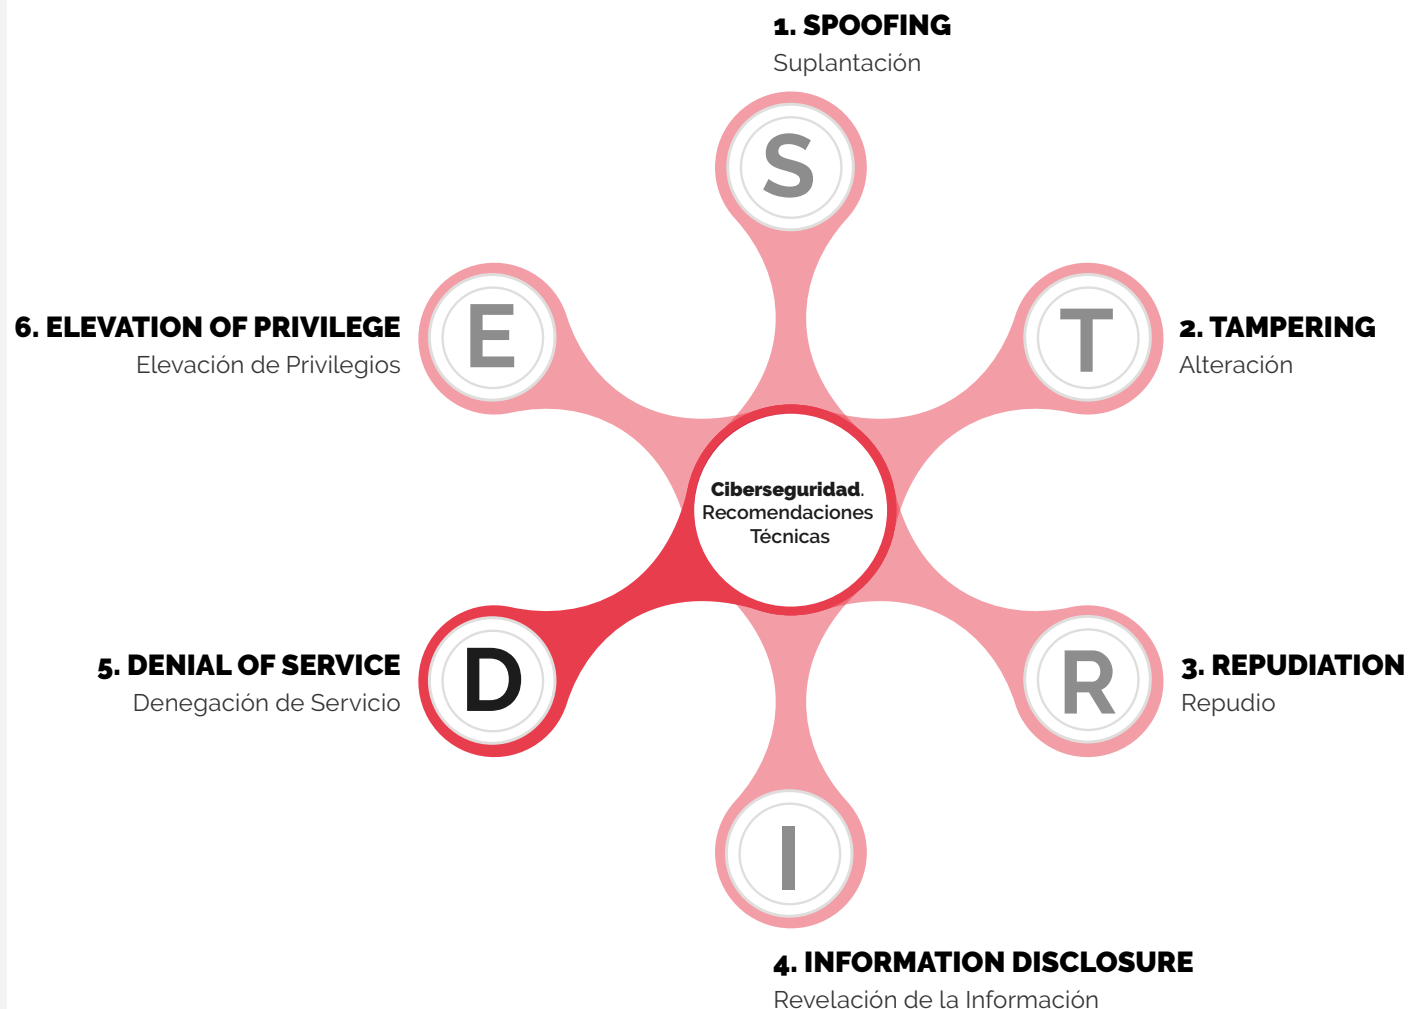 1. SPOOFING
Suplantación
S
E
T
6. ELEVATION OF PRIVILEGE
Elevación de Privilegios
2. TAMPERING
Alteración
Ciberseguridad.
Recomendaciones
Técnicas
5. DENIAL OF SERVICE
Denegación de Servicio
D
R
3. REPUDIATION
Repudio
I
4. INFORMATION DISCLOSURE
Revelación de la Información